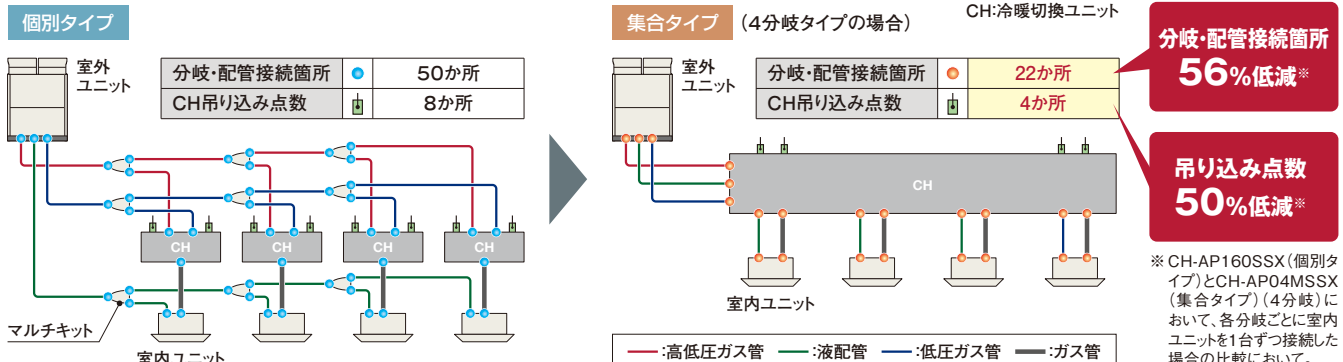 個別タイプ
室外
ユニット
分岐・配管接続箇所 50か所
CH吊り込み点数 8か所
CH
CH
CH
CH
マルチキット
室内ユニット
集合タイプ (4分岐タイプの場合)
CH:冷暖切換ユニット
室外
ユニット
分岐・配管接続箇所 22か所
CH吊り込み点数 4か所
CH
室内ユニット
:高低圧ガス管 :液配管 :低圧ガス管 :ガス管
分岐・配管接続箇所
56%低減※
吊り込み点数
50%低減※
※CH-AP160SSX(個別タ
イプ)とCH-AP04MSSX
(集合タイプ)(4分岐)に
おいて、各分岐ごとに室内
ユニットを1台ずつ接続した
場合の比較において。